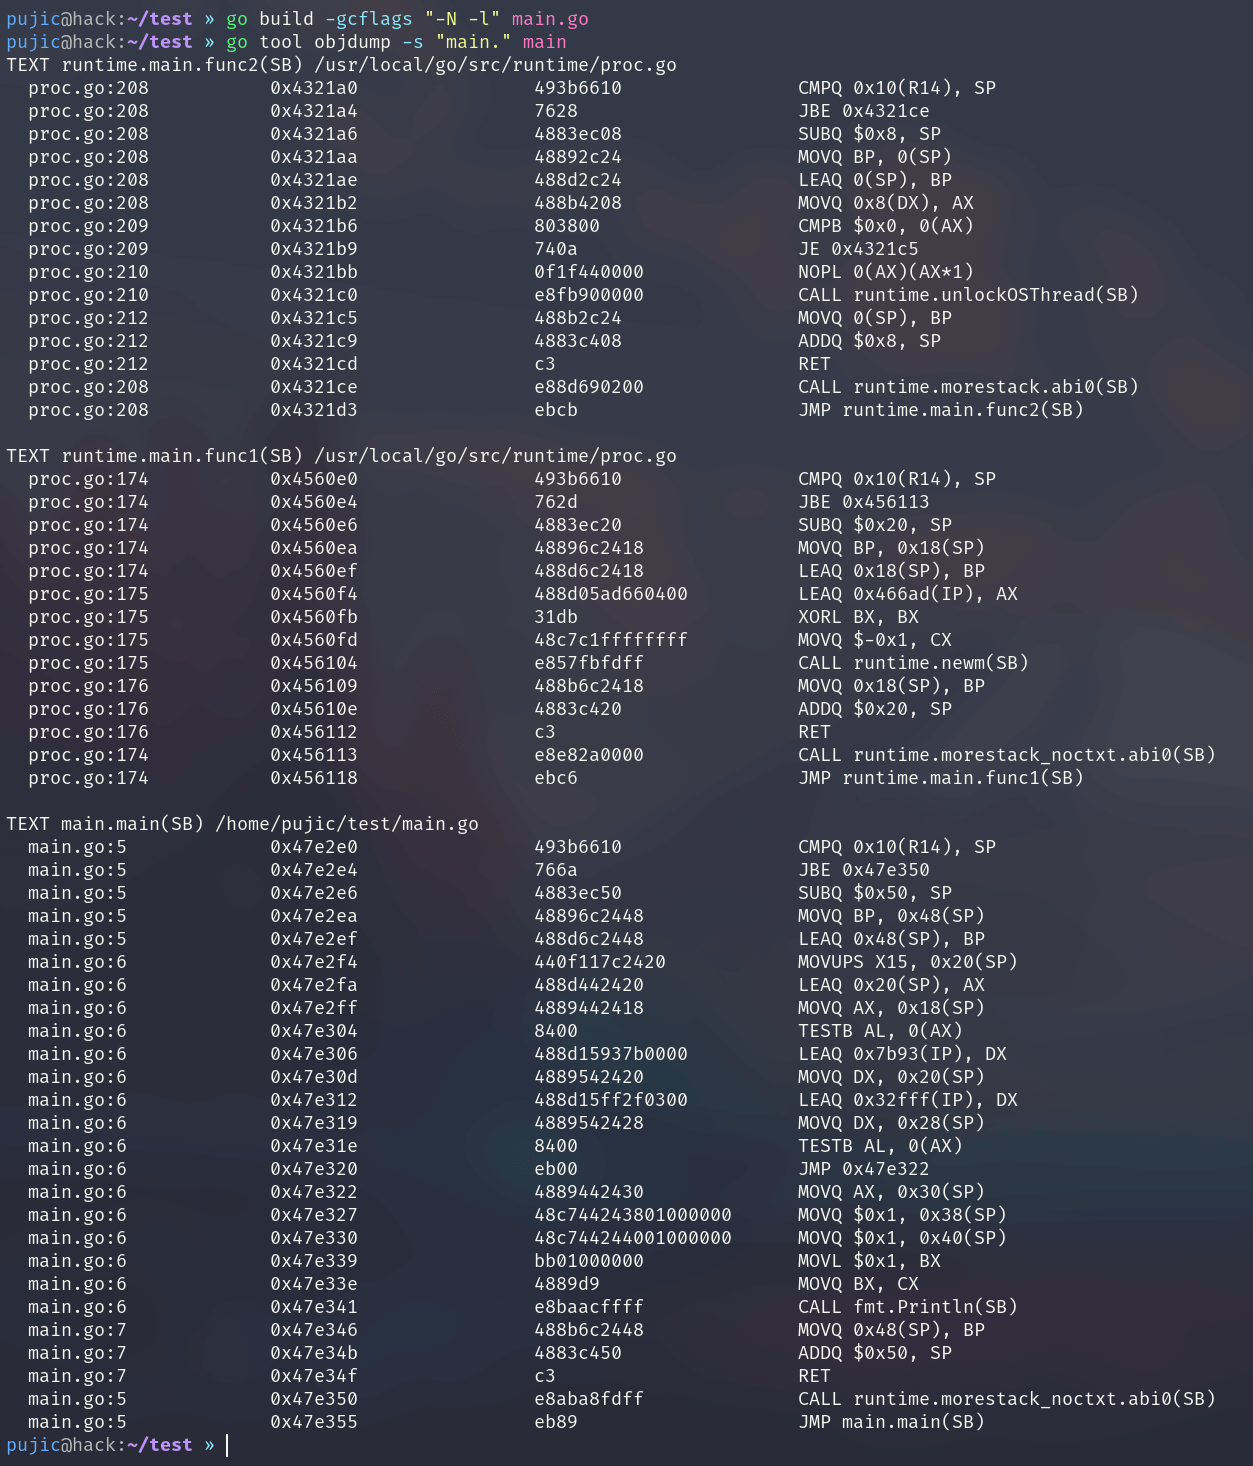 pujic@hack:~/test » go build -gcflags "-N -l" main.go
pujic@hack:~/test » go tool objdump -s "main." main
TEXT runtime.main.func2(SB) /usr/local/go/src/runtime/proc.go
  proc.go:208           0x4321a0                493b6610                CMPQ 0x10(R14), SP
  proc.go:208           0x4321a4                7628                    JBE 0x4321ce
  proc.go:208           0x4321a6                4883ec08                SUBQ $0x8, SP
  proc.go:208           0x4321aa                48892c24                MOVQ BP, 0(SP)
  proc.go:208           0x4321ae                488d2c24                LEAQ 0(SP), BP
  proc.go:208           0x4321b2                488b4208                MOVQ 0x8(DX), AX
  proc.go:209           0x4321b6                803800                  CMPB $0x0, 0(AX)
  proc.go:209           0x4321b9                740a                    JE 0x4321c5
  proc.go:210           0x4321bb                0f1f440000              NOPL 0(AX)(AX*1)
  proc.go:210           0x4321c0                e8fb900000              CALL runtime.unlockOSThread(SB)
  proc.go:212           0x4321c5                488b2c24                MOVQ 0(SP), BP
  proc.go:212           0x4321c9                4883c408                ADDQ $0x8, SP
  proc.go:212           0x4321cd                c3                      RET
  proc.go:208           0x4321ce                e88d690200              CALL runtime.morestack.abi0(SB)
  proc.go:208           0x4321d3                ebcb                    JMP runtime.main.func2(SB)

TEXT runtime.main.func1(SB) /usr/local/go/src/runtime/proc.go
  proc.go:174           0x4560e0                493b6610                CMPQ 0x10(R14), SP
  proc.go:174           0x4560e4                762d                    JBE 0x456113
  proc.go:174           0x4560e6                4883ec20                SUBQ $0x20, SP
  proc.go:174           0x4560ea                48896c2418              MOVQ BP, 0x18(SP)
  proc.go:174           0x4560ef                488d6c2418              LEAQ 0x18(SP), BP
  proc.go:175           0x4560f4                488d05ad660400          LEAQ 0x466ad(IP), AX
  proc.go:175           0x4560fb                31db                    XORL BX, BX
  proc.go:175           0x4560fd                48c7c1ffffffff          MOVQ $-0x1, CX
  proc.go:175           0x456104                e857fbfdff              CALL runtime.newm(SB)
  proc.go:176           0x456109                488b6c2418              MOVQ 0x18(SP), BP
  proc.go:176           0x45610e                4883c420                ADDQ $0x20, SP
  proc.go:176           0x456112                c3                      RET
  proc.go:174           0x456113                e8e82a0000              CALL runtime.morestack_noctxt.abi0(SB)
  proc.go:174           0x456118                ebc6                    JMP runtime.main.func1(SB)

TEXT main.main(SB) /home/pujic/test/main.go
  main.go:5             0x47e2e0                493b6610                CMPQ 0x10(R14), SP
  main.go:5             0x47e2e4                766a                    JBE 0x47e350
  main.go:5             0x47e2e6                4883ec50                SUBQ $0x50, SP
  main.go:5             0x47e2ea                48896c2448              MOVQ BP, 0x48(SP)
  main.go:5             0x47e2ef                488d6c2448              LEAQ 0x48(SP), BP
  main.go:6             0x47e2f4                440f117c2420            MOVUPS X15, 0x20(SP)
  main.go:6             0x47e2fa                488d442420              LEAQ 0x20(SP), AX
  main.go:6             0x47e2ff                4889442418              MOVQ AX, 0x18(SP)
  main.go:6             0x47e304                8400                    TESTB AL, 0(AX)
  main.go:6             0x47e306                488d15937b0000          LEAQ 0x7b93(IP), DX
  main.go:6             0x47e30d                4889542420              MOVQ DX, 0x20(SP)
  main.go:6             0x47e312                488d15ff2f0300          LEAQ 0x32fff(IP), DX
  main.go:6             0x47e319                4889542428              MOVQ DX, 0x28(SP)
  main.go:6             0x47e31e                8400                    TESTB AL, 0(AX)
  main.go:6             0x47e320                eb00                    JMP 0x47e322
  main.go:6             0x47e322                4889442430              MOVQ AX, 0x30(SP)
  main.go:6             0x47e327                48c744243801000000      MOVQ $0x1, 0x38(SP)
  main.go:6             0x47e330                48c744244001000000      MOVQ $0x1, 0x40(SP)
  main.go:6             0x47e339                bb01000000              MOVL $0x1, BX
  main.go:6             0x47e33e                4889d9                  MOVQ BX, CX
  main.go:6             0x47e341                e8baacffff              CALL fmt.Println(SB)
  main.go:7             0x47e346                488b6c2448              MOVQ 0x48(SP), BP
  main.go:7             0x47e34b                4883c450                ADDQ $0x50, SP
  main.go:7             0x47e34f                c3                      RET
  main.go:5             0x47e350                e8aba8fdff              CALL runtime.morestack_noctxt.abi0(SB)
  main.go:5             0x47e355                eb89                    JMP main.main(SB)
pujic@hack:~/test »